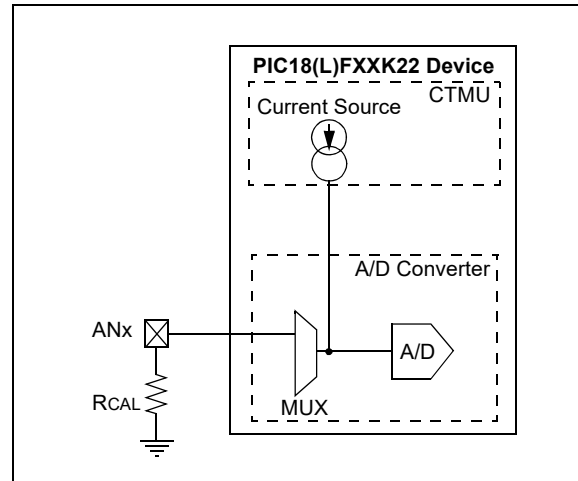 PIC18(L)FXXK22 Device
CTMU
Current Source
A/D Converter
ANx
A/D
RCAL
MUX